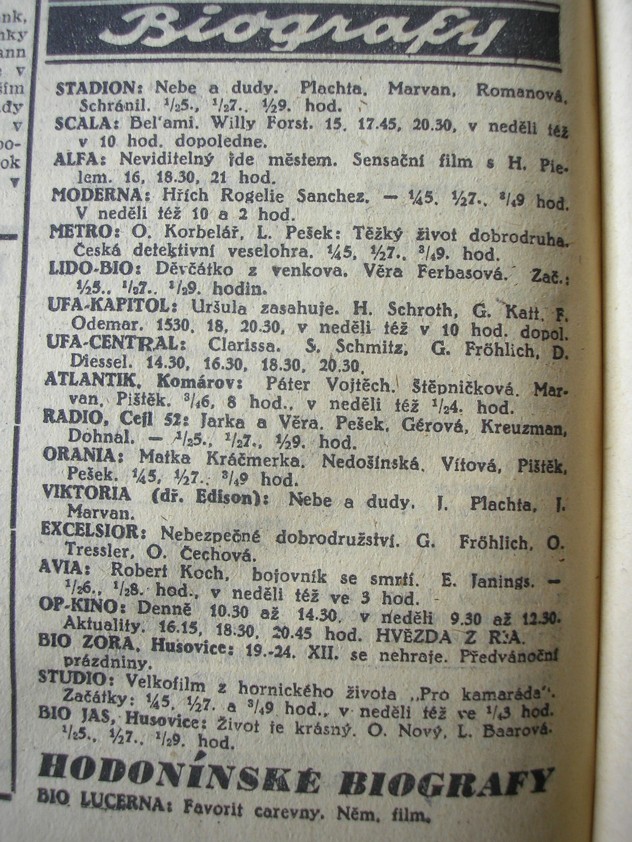 Biografy
STADION: Nebe a dudy. Plachta, Marvan, Romanová,
Schránil. ½5., ½7., ½9. hod.
SCALA: Bel'ami. Willy Forst. 15, 17.45, 20.30, v neděli též
v 10 hod. dopoledne.
ALFA: Neviditelný jde městem. Sensační film s H. Pie-
lem. 16, 18.30, 21 hod.
MODERNA: Hřích Rogelie Sanchez. — ¼5, ½7., ¾9 hod.
V neděli též 10 a 2 hod.
METRO: O. Korbelář, L. Pešek: Těžký život dobrodruha.
Česká detektivní veselohra. ¼5, ½7., ¾9. hod.
LIDO-BIO: Děvčátko z venkova. Věra Ferbasová. Zač.:
½5., ½7., ½9. hodin.
UFA-KAPITOL: Uršula zasahuje. H. Schroth, G. Katt, F.
Odemar. 1530, 18, 20.30, v neděli též v 10 hod. dopol.
UFA-CENTRAL: Clarissa. S. Schmitz, G. Fröhlich, D.
Diessel. 14.30, 16.30, 18.30, 20.30.
ATLANTIK, Komárov: Páter Vojtěch. Štěpničková, Mar-
van, Pištěk. ¾6, 8 hod., v neděli též ½4. hod.
RADIO, Cejl 52: Jarka a Věra. Pešek, Gérová, Kreuzman,
Dohnal. — ½5., ½7., ½9. hod.
ORANIA: Matka Kráčmerka. Nedošínská, Vítová, Pištěk,
Pešek. ¼5, ½7., ¾9 hod.
VIKTORIA (dř. Edison): Nebe a dudy. J. Plachta, J.
Marvan.
EXCELSIOR: Nebezpečné dobrodružství. G. Fröhlich, O.
Tressler, O. Čechová.
AVIA: Robert Koch, bojovník se smrtí. E. Janings. —
½6., ½8. hod., v neděli též ve 3 hod.
OP-KINO: Denně 10.30 až 14.30, v neděli 9.30 až 12.30.
Aktuality. 16.15, 18.30, 20.45 hod. HVĚZDA Z RIA.
BIO ZORA, Husovice: 19.-24. XII. se nehraje. Předvánoční
prázdniny.
STUDIO: Velkofilm z hornického života „Pro kamaráda".
Začátky: ¼5, ½7. a ¾9 hod., v neděli též ve ½3 hod.
BIO JAS, Husovice: Život je krásný. O. Nový, L. Baarová.
½5., ½7., ½9. hod.
HODONÍNSKÉ BIOGRAFY
BIO LUCERNA: Favorit carevny. Něm. film.